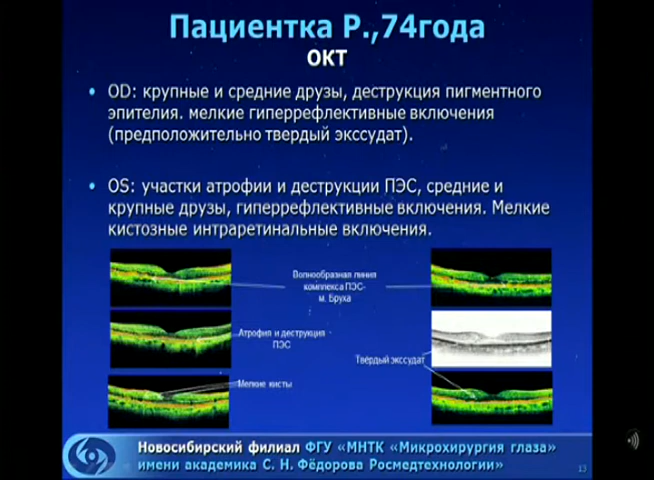 Пациентка Р.,74года
ОКТ
• OD: крупные и средние друзы, деструкция пигментного
эпителия. мелкие гиперрефлективные включения
(предположительно твердый экссудат).
• OS: участки атрофии и деструкции ПЭС, средние и
крупные друзы, гиперрефлективные включения. Мелкие
кистозные интраретинальные включения.
Волнообразная линия
комплекса ПЭС-
м. Бруха
Атрофия и деструкция
ПЭС
Твёрдый экссудат
Мелкие кисты
Новосибирский филиал ФГУ «МНТК «Микрохирургия глаза»
имени академика С. Н. Фёдорова Росмедтехнологии»
13